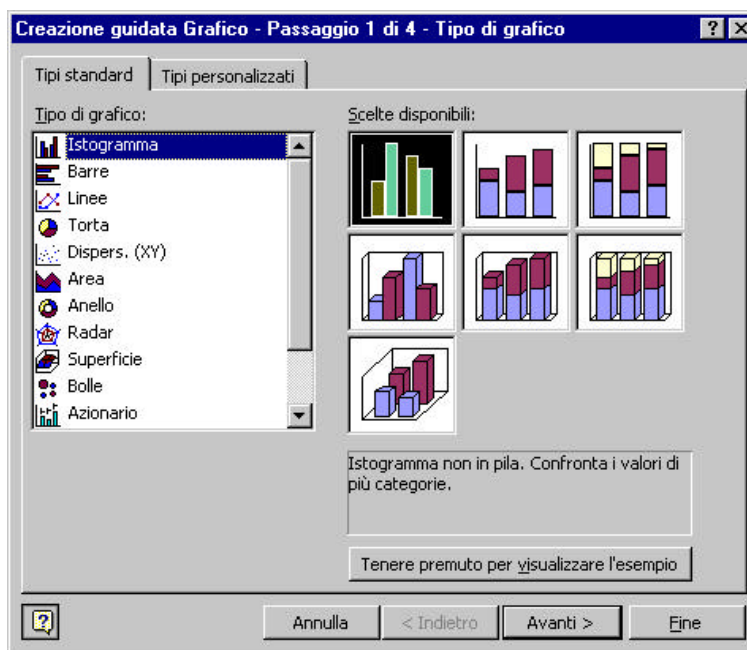 Creazione guidata Grafico - Passaggio 1 di 4 - Tipo di grafico
Tipi standard
Tipi personalizzati
Tipo di grafico:
Istogramma
Barre
Linee
Torta
Dispers. (XY)
Area
Anello
Radar
Superficie
Bolle
Azionario
Scelte disponibili:
Istogramma non in pila. Confronta i valori di
più categorie.
Tenere premuto per visualizzare l'esempio
Annulla
< Indietro
Avanti >
Fine